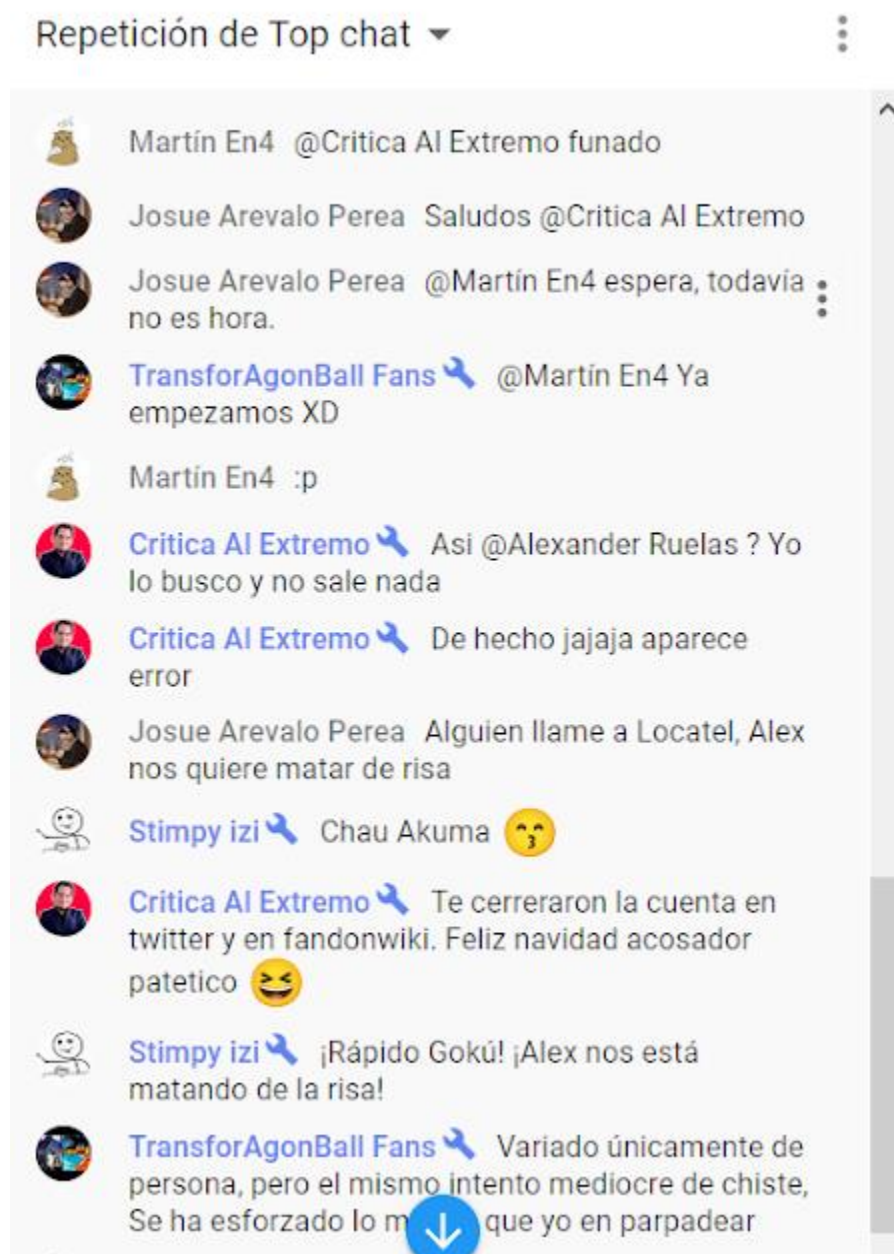 Repetición de Top chat
Martín En4 @Critica Al Extremo funado
Josue Arevalo Perea Saludos @Critica Al Extremo
Josue Arevalo Perea @Martín En4 espera, todavía
no es hora.
TransforAgonBall Fans @Martín En4 Ya
empezamos XD
Martín En4 :p
Critica Al Extremo Asi @Alexander Ruelas ? Yo
lo busco y no sale nada
Critica Al Extremo De hecho jajaja aparece
error
Josue Arevalo Perea Alguien llame a Locatel, Alex
nos quiere matar de risa
Stimpy izi Chau Akuma 😙
Critica Al Extremo Te cerreraron la cuenta en
twitter y en fandonwiki. Feliz navidad acosador
patetico 😆
Stimpy izi ¡Rápido Gokú! ¡Alex nos está
matando de la risa!
TransforAgonBall Fans Variado únicamente de
persona, pero el mismo intento mediocre de chiste,
Se ha esforzado lo que yo en parpadear